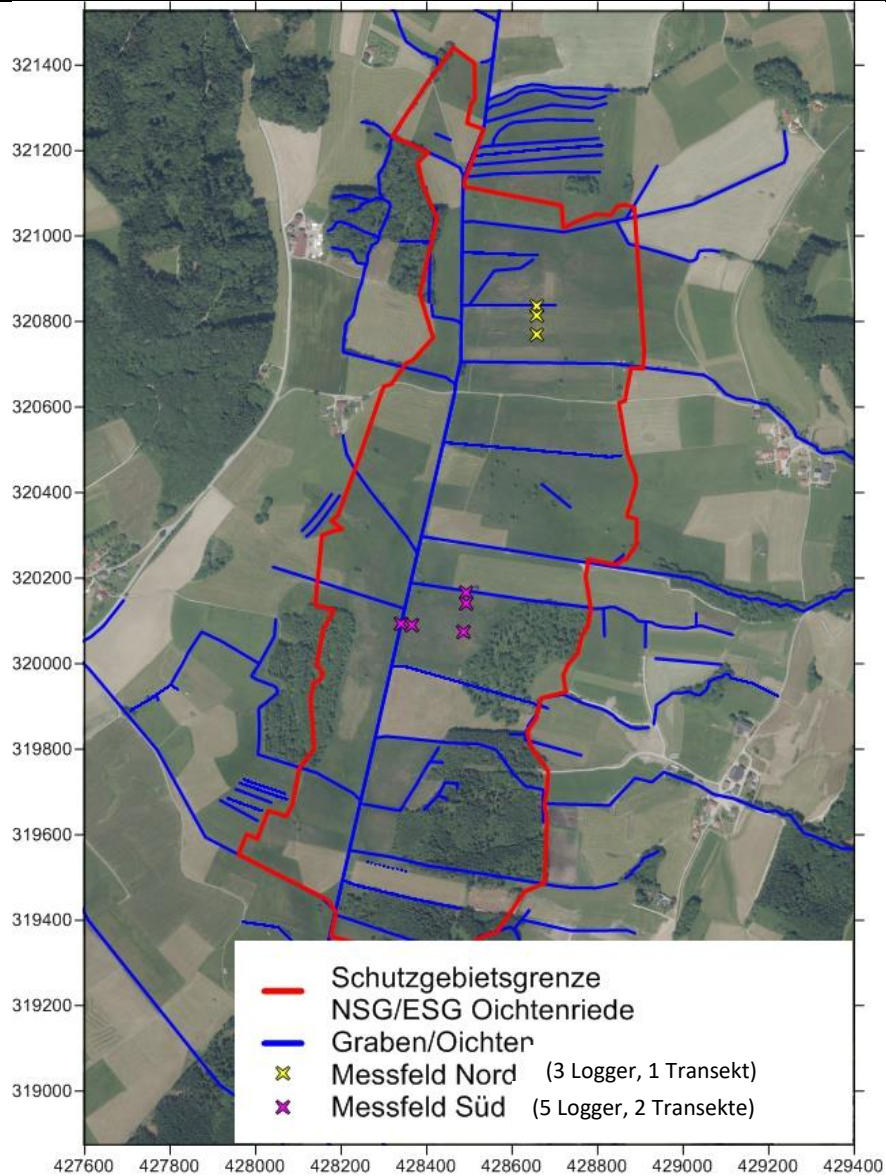 321400
321200
321000
320800
320600
320400
320200
320000
319800
319600
319400
319200
319000
Schutzgebietsgrenze
NSG/ESG Oichtenriede
Graben/Oichten
Messfeld Nord (3 Logger, 1 Transekt)
Messfeld Süd (5 Logger, 2 Transekte)
427600 427800 428000 428200 428400 428600 428800 429000 429200 429400